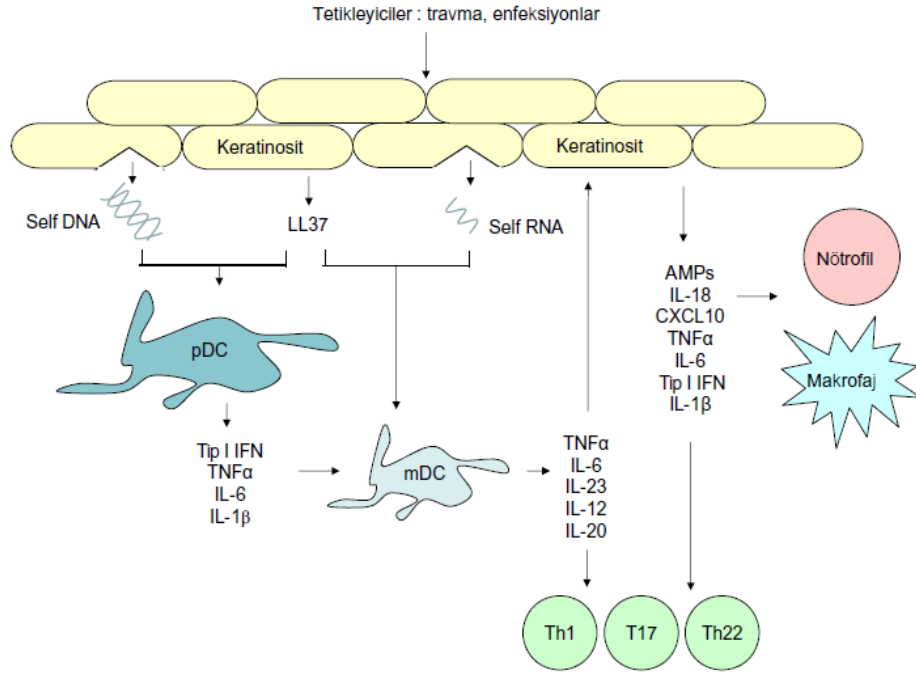 Tetikleyiciler : travma, enfeksiyonlar
Keratinosit
Keratinosit
Self DNA
LL37
Self RNA
pDC
Tip I IFN
TNFα
IL-6
IL-1β
mDC
TNFα
IL-6
IL-23
IL-12
IL-20
AMPs
IL-18
CXCL10
TNFα
IL-6
Tip I IFN
IL-1β
Nötrofil
Makrofaj
Th1
T17
Th22